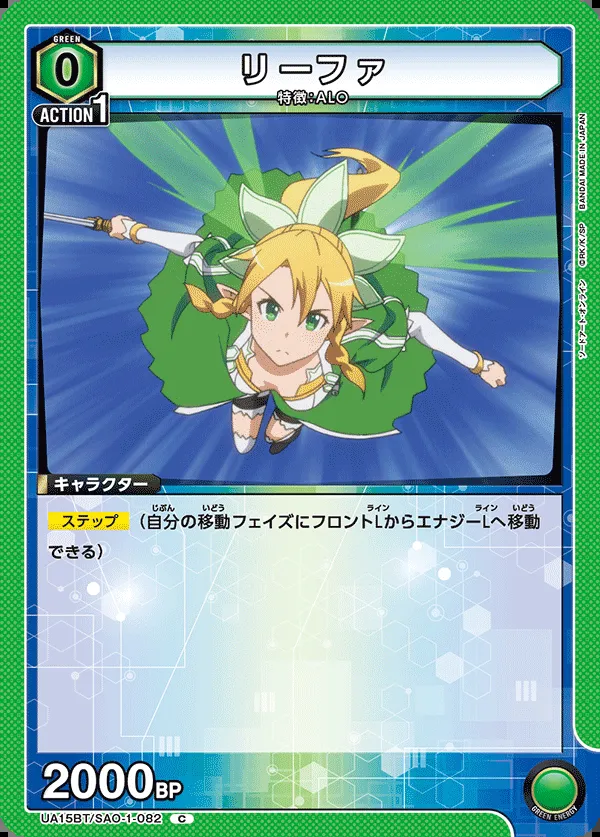 GREEN
0
リーファ
特徴：ALO
ACTION 1
ソードアート・オンライン ©RK/K/SP BANDAI MADE IN JAPAN
キャラクター
ステップ （自分の移動フェイズにフロントLからエナジーLへ移動
じぶん いどう ライン ライン いどう
できる）
2000BP
UA15BT/SAO-1-082 C
GREEN ENERGY